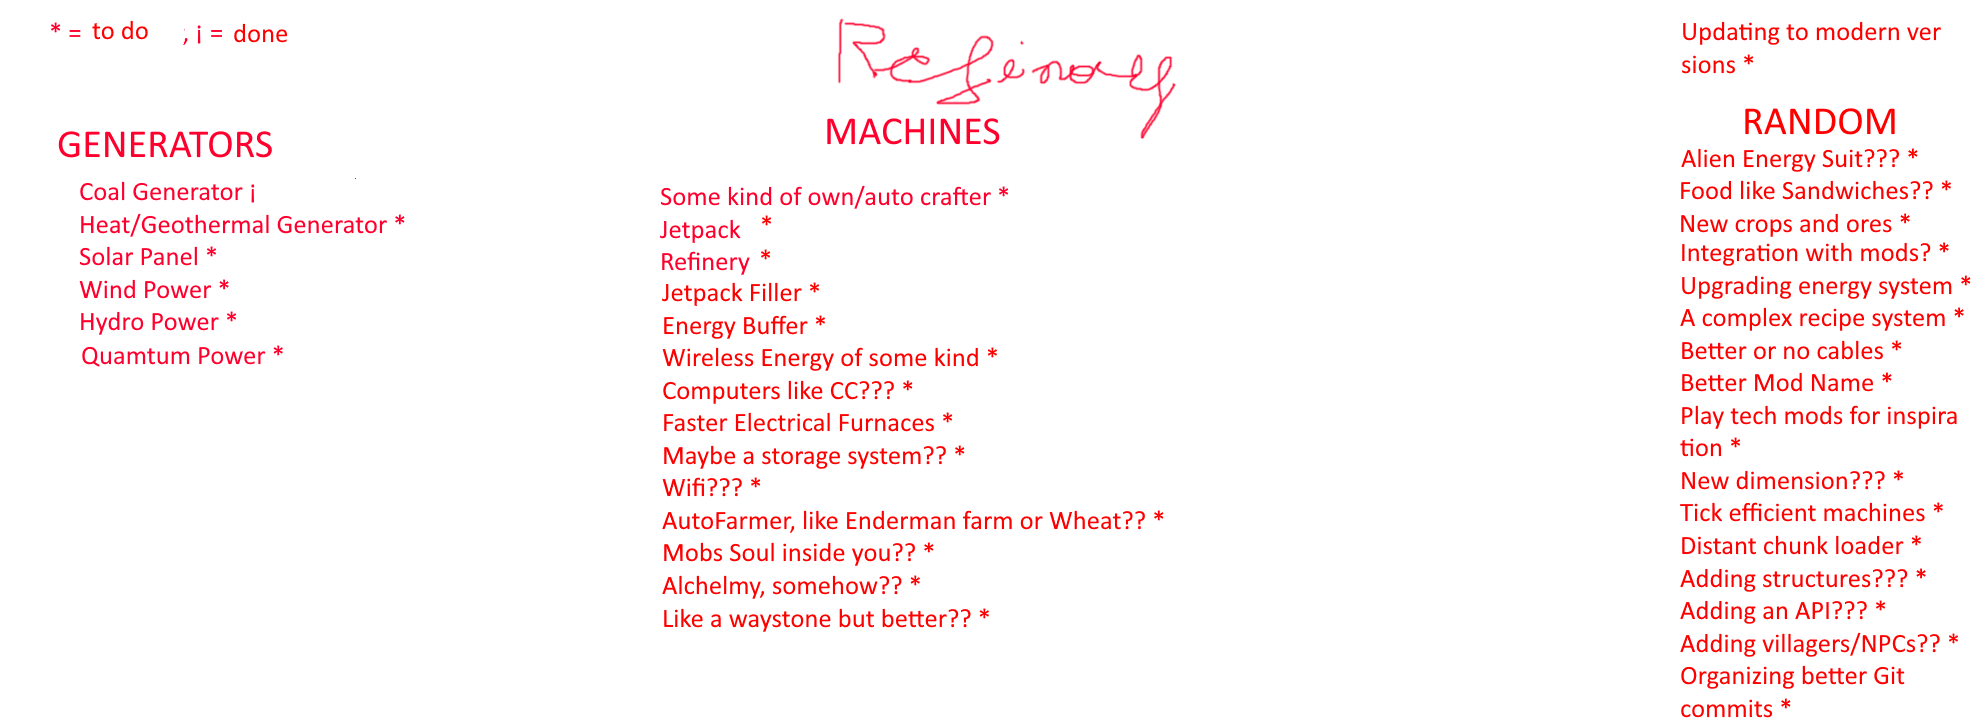 * = to do , ¡ = done
Refinary
Updating to modern ver
sions *
GENERATORS
Coal Generator ¡
Heat/Geothermal Generator *
Solar Panel *
Wind Power *
Hydro Power *
Quamtum Power *
MACHINES
Some kind of own/auto crafter *
Jetpack *
Refinery *
Jetpack Filler *
Energy Buffer *
Wireless Energy of some kind *
Computers like CC??? *
Faster Electrical Furnaces *
Maybe a storage system?? *
Wifi??? *
AutoFarmer, like Enderman farm or Wheat?? *
Mobs Soul inside you?? *
Alchelmy, somehow?? *
Like a waystone but better?? *
RANDOM
Alien Energy Suit??? *
Food like Sandwiches?? *
New crops and ores *
Integration with mods? *
Upgrading energy system *
A complex recipe system *
Better or no cables *
Better Mod Name *
Play tech mods for inspira
tion *
New dimension??? *
Tick efficient machines *
Distant chunk loader *
Adding structures??? *
Adding an API??? *
Adding villagers/NPCs?? *
Organizing better Git
commits *